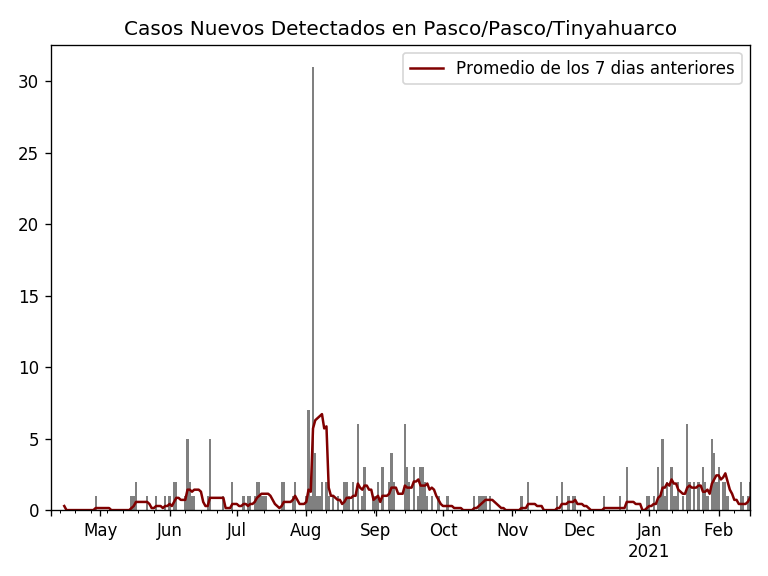 Casos Nuevos Detectados en Pasco/Pasco/Tinyahuarco
Promedio de los 7 dias anteriores
30
25
20
15
10
5
0
May Jun Jul Aug Sep Oct Nov Dec Jan Feb
2021